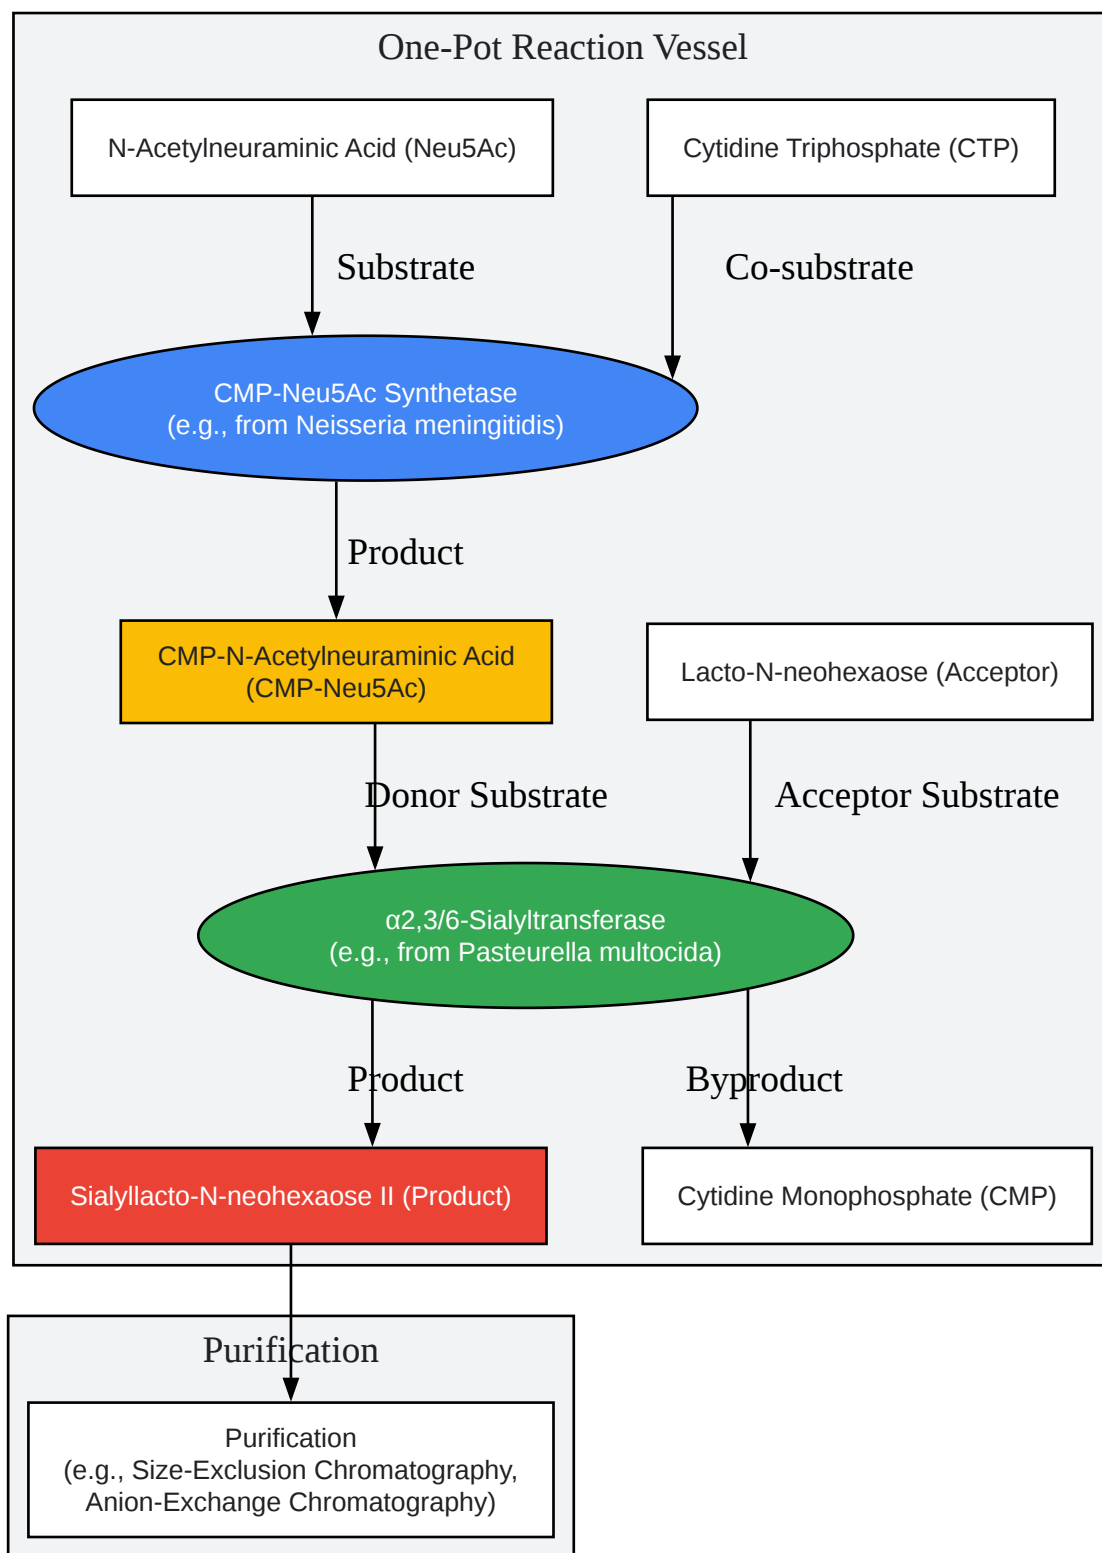 One-Pot Reaction Vessel
N-Acetylneuraminic Acid (Neu5Ac)
Cytidine Triphosphate (CTP)
Substrate
Co-substrate
CMP-Neu5Ac Synthetase
(e.g., from Neisseria meningitidis)
Product
CMP-N-Acetylneuraminic Acid
(CMP-Neu5Ac)
Lacto-N-neohexaose (Acceptor)
Donor Substrate
Acceptor Substrate
α2,3/6-Sialyltransferase
(e.g., from Pasteurella multocida)
Product
Byproduct
Sialyllacto-N-neohexaose II (Product)
Cytidine Monophosphate (CMP)
Purification
Purification
(e.g., Size-Exclusion Chromatography,
Anion-Exchange Chromatography)